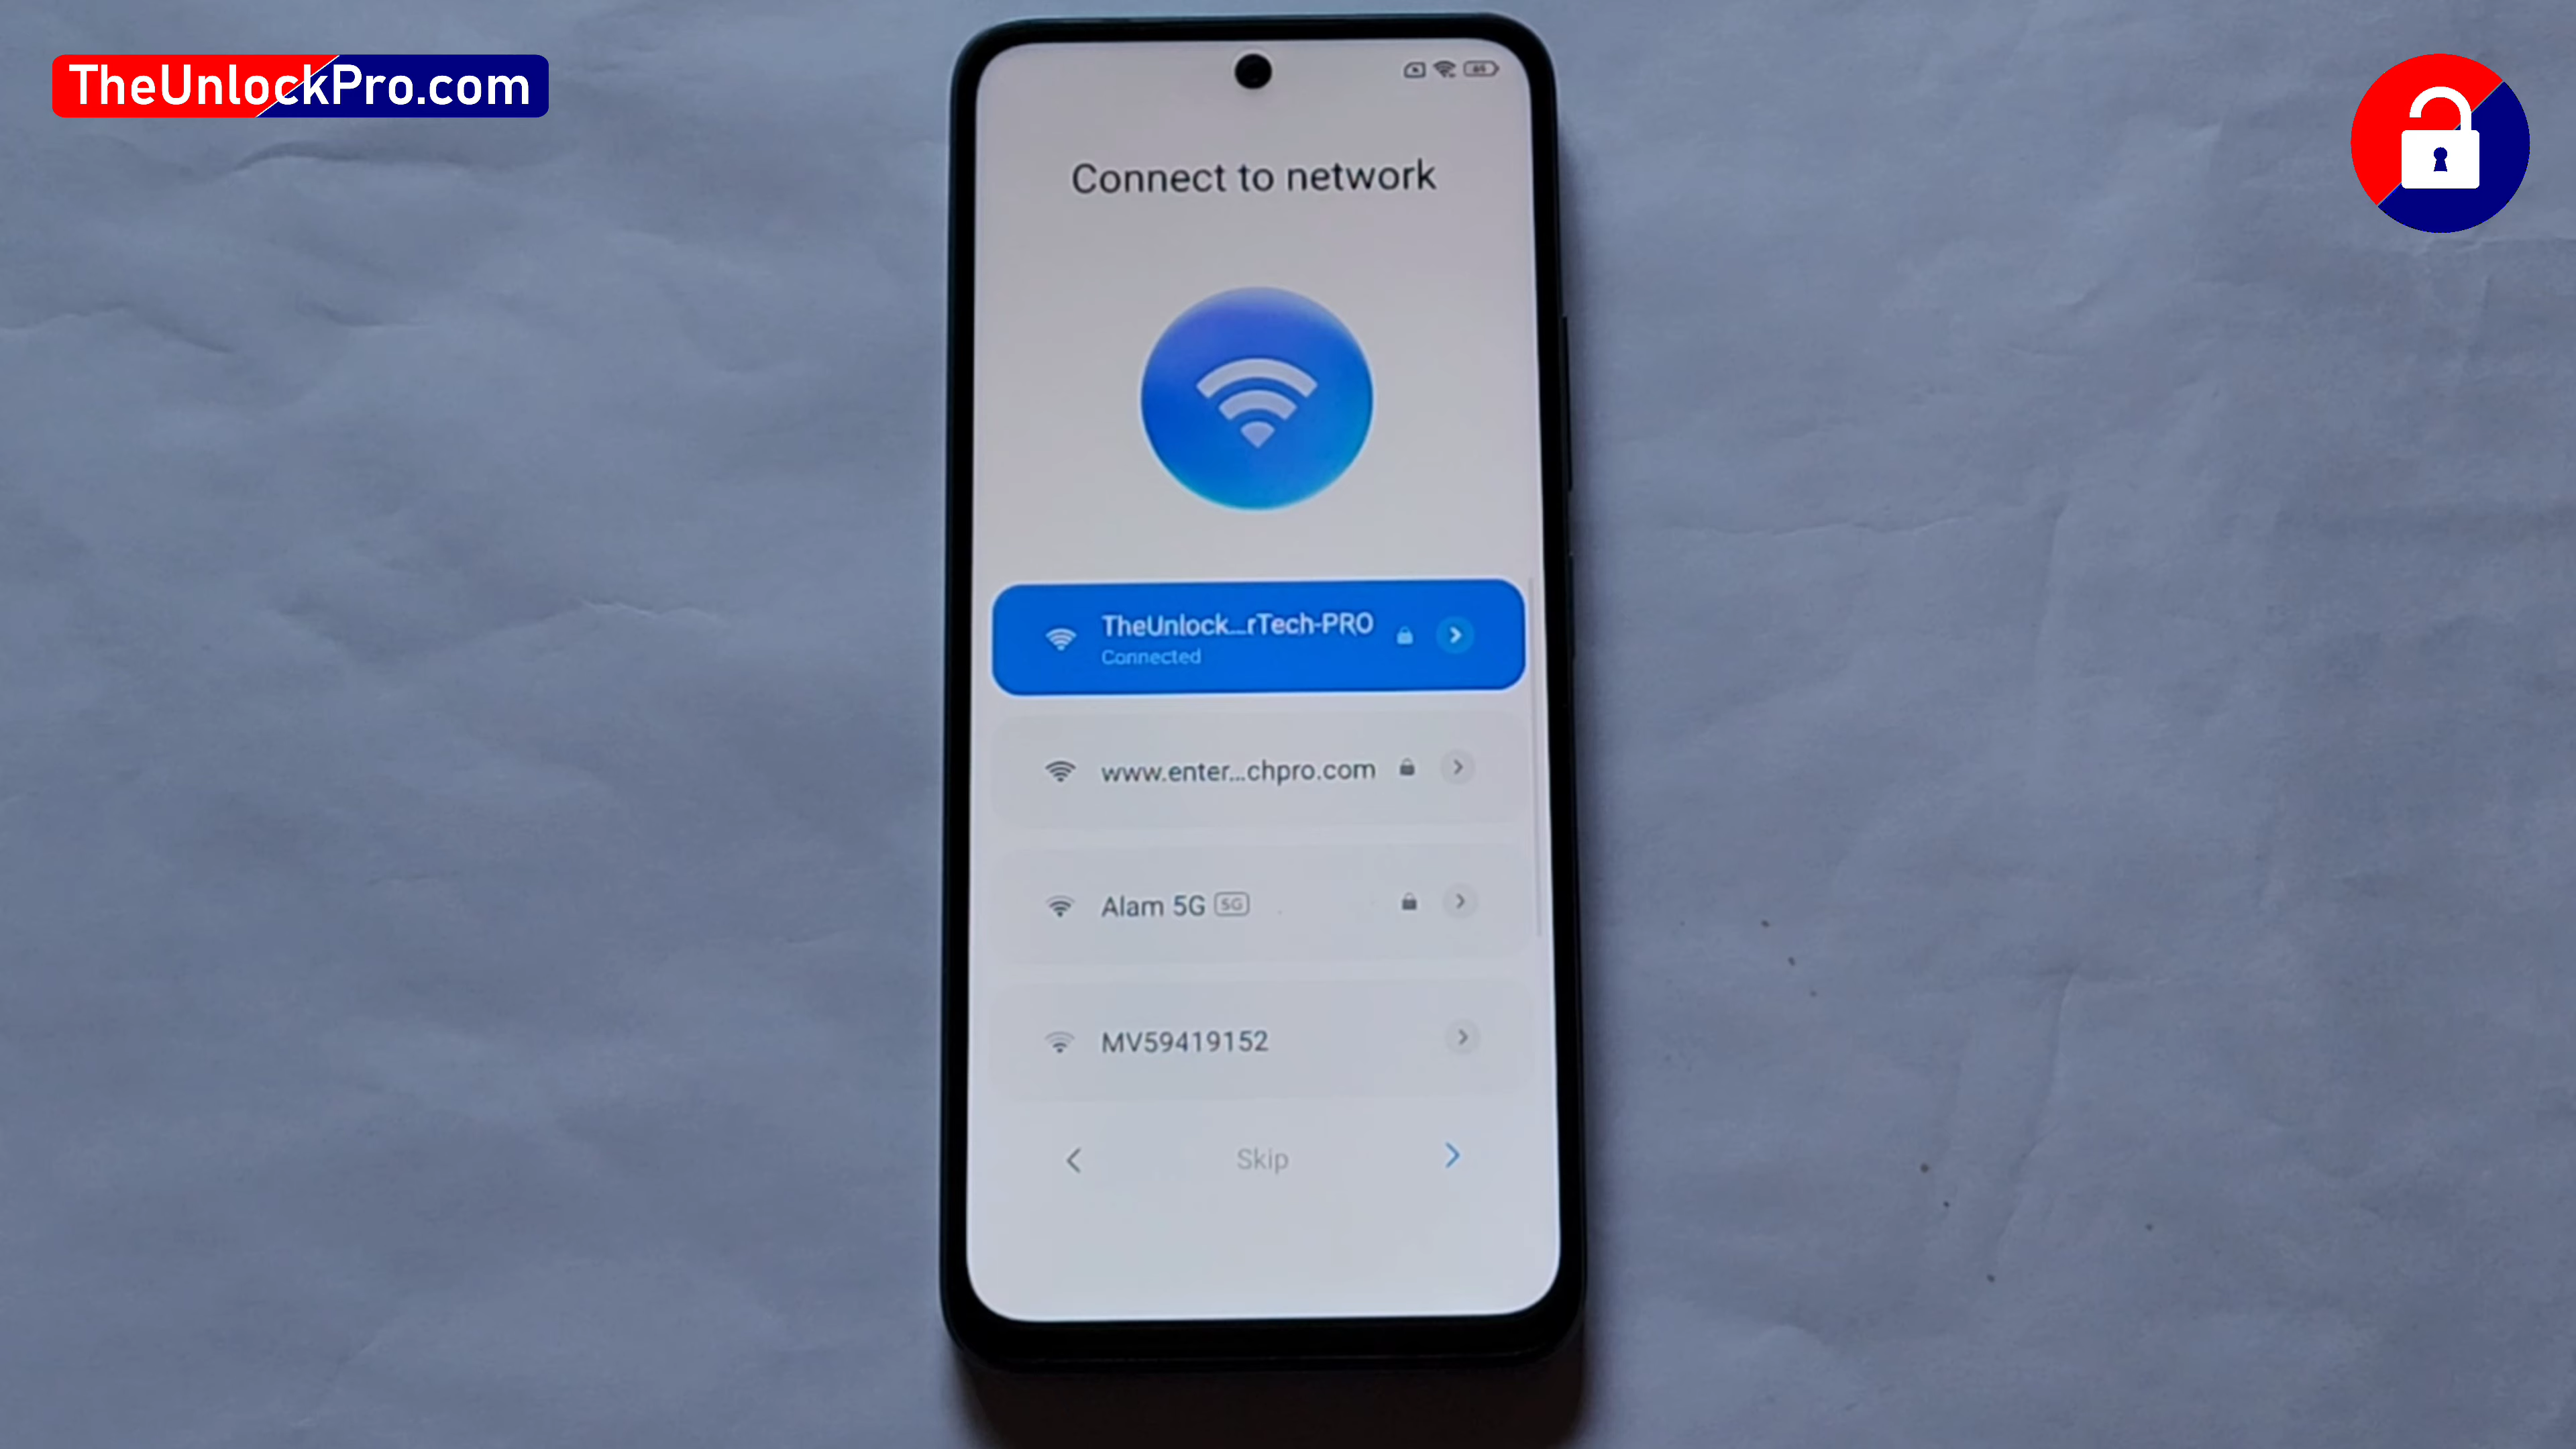 TheUnlockPro.com
Connect to network
TheUnlock...rTech-PRO
Connected
www.enter...chpro.com
Alam 5G 5G
MV59419152
Skip